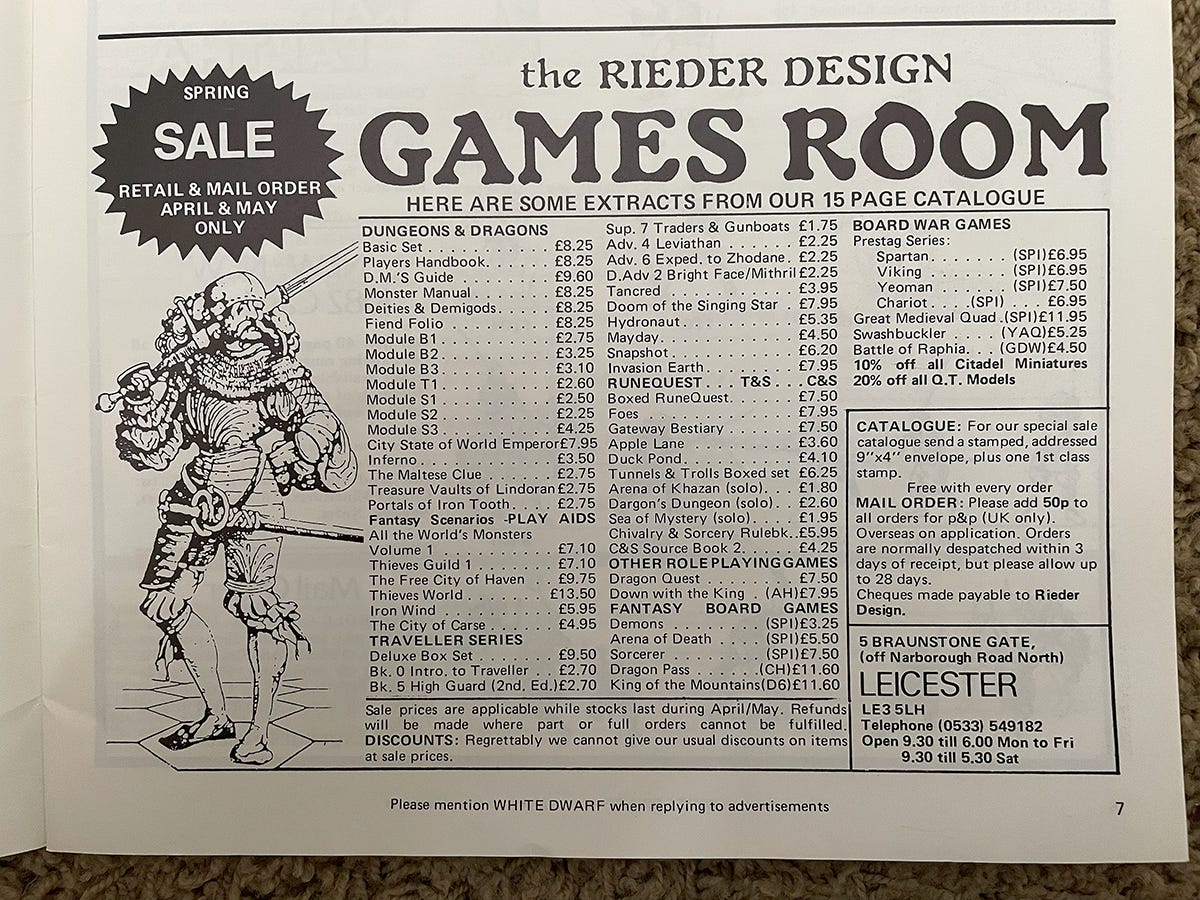 SPRING
SALE
RETAIL & MAIL ORDER
APRIL & MAY
ONLY
the RIEDER DESIGN
GAMES ROOM
HERE ARE SOME EXTRACTS FROM OUR 15 PAGE CATALOGUE
DUNGEONS & DRAGONS
Basic Set . . . . . . . . . . . £8.25
Players Handbook. . . . . . £8.25
D.M.'S Guide . . . . . . . . . £9.60
Monster Manual . . . . . . . £8.25
Deities & Demigods. . . . . £8.25
Fiend Folio . . . . . . . . . . £8.25
Module B1 . . . . . . . . . . £2.75
Module B2 . . . . . . . . . . £3.25
Module B3 . . . . . . . . . . £3.10
Module T1 . . . . . . . . . . £2.60
Module S1 . . . . . . . . . . £2.50
Module S2 . . . . . . . . . . £2.25
Module S3 . . . . . . . . . . £4.25
City State of World Emperor£7.95
Inferno . . . . . . . . . . . . £3.50
The Maltese Clue . . . . . . £2.75
Treasure Vaults of Lindoran£2.75
Portals of Iron Tooth. . . . . £2.75
Fantasy Scenarios -PLAY AIDS
All the World's Monsters
Volume 1 . . . . . . . . . . . £7.10
Thieves Guild 1 . . . . . . . £7.10
The Free City of Haven . . £9.75
Thieves World . . . . . . . . £13.50
Iron Wind . . . . . . . . . . . £5.95
The City of Carse . . . . . . £4.95
TRAVELLER SERIES
Deluxe Box Set . . . . . . . £9.50
Bk. 0 Intro. to Traveller . . £2.70
Bk. 5 High Guard (2nd. Ed.)£2.70
Sup. 7 Traders & Gunboats £1.75
Adv. 4 Leviathan . . . . . . £2.25
Adv. 6 Exped. to Zhodane. £2.25
D.Adv 2 Bright Face/Mithril£2.25
Tancred . . . . . . . . . . . £3.95
Doom of the Singing Star . £7.95
Hydronaut. . . . . . . . . . £5.35
Mayday. . . . . . . . . . . . £4.50
Snapshot. . . . . . . . . . . £6.20
Invasion Earth. . . . . . . . £7.95
RUNEQUEST . . . T&S . . . C&S
Boxed RuneQuest. . . . . . £7.50
Foes . . . . . . . . . . . . . £7.95
Gateway Bestiary . . . . . . £7.50
Apple Lane . . . . . . . . . £3.60
Duck Pond. . . . . . . . . . £4.10
Tunnels & Trolls Boxed set £6.25
Arena of Khazan (solo). . . £1.80
Dargon's Dungeon (solo). . £2.60
Sea of Mystery (solo). . . . £1.95
Chivalry & Sorcery Rulebk..£5.95
C&S Source Book 2. . . . . £4.25
OTHER ROLE PLAYING GAMES
Dragon Quest . . . . . . . . £7.50
Down with the King . (AH)£7.95
FANTASY BOARD GAMES
Demons . . . . . . . . (SPI)£3.25
Arena of Death . . . . (SPI)£5.50
Sorcerer . . . . . . . . (SPI)£7.50
Dragon Pass . . . . . (CH)£11.60
King of the Mountains(D6)£11.60
BOARD WAR GAMES
Prestag Series:
Spartan. . . . . . . . (SPI)£6.95
Viking . . . . . . . . (SPI)£6.95
Yeoman . . . . . . . (SPI)£7.50
Chariot . . . .(SPI) . . . £6.95
Great Medieval Quad .(SPI)£11.95
Swashbuckler . . . . (YAQ)£5.25
Battle of Raphia. . . (GDW)£4.50
10% off all Citadel Miniatures
20% off all Q.T. Models
CATALOGUE: For our special sale
catalogue send a stamped, addressed
9"x4" envelope, plus one 1st class
stamp.
Free with every order
MAIL ORDER: Please add 50p to
all orders for p&p (UK only).
Overseas on application. Orders
are normally despatched within 3
days of receipt, but please allow up
to 28 days.
Cheques made payable to Rieder
Design.
5 BRAUNSTONE GATE,
(off Narborough Road North)
LEICESTER
LE3 5LH
Telephone (0533) 549182
Open 9.30 till 6.00 Mon to Fri
9.30 till 5.30 Sat
Sale prices are applicable while stocks last during April/May. Refunds
will be made where part or full orders cannot be fulfilled.
DISCOUNTS: Regrettably we cannot give our usual discounts on items
at sale prices.
Please mention WHITE DWARF when replying to advertisements
7